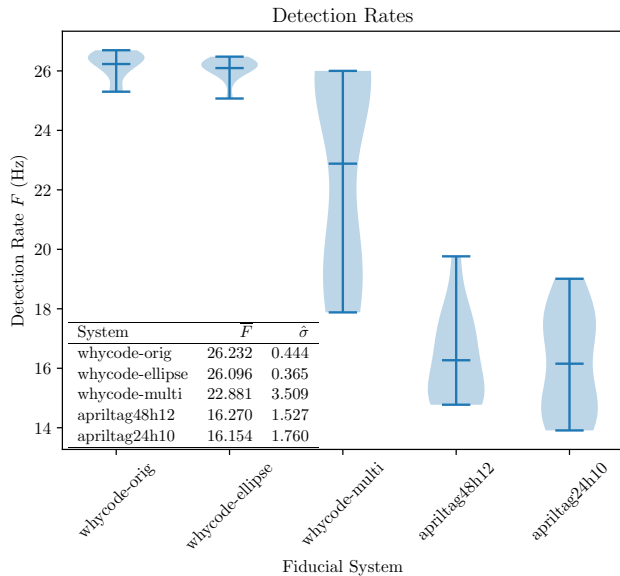 Detection Rates
Detection Rate F (Hz)
26
24
22
20
18
16
14
System F̅ σ̂
whycode-orig 26.232 0.444
whycode-ellipse 26.096 0.365
whycode-multi 22.881 3.509
apriltag48h12 16.270 1.527
apriltag24h10 16.154 1.760
whycode-orig
whycode-ellipse
whycode-multi
apriltag48h12
apriltag24h10
Fiducial System